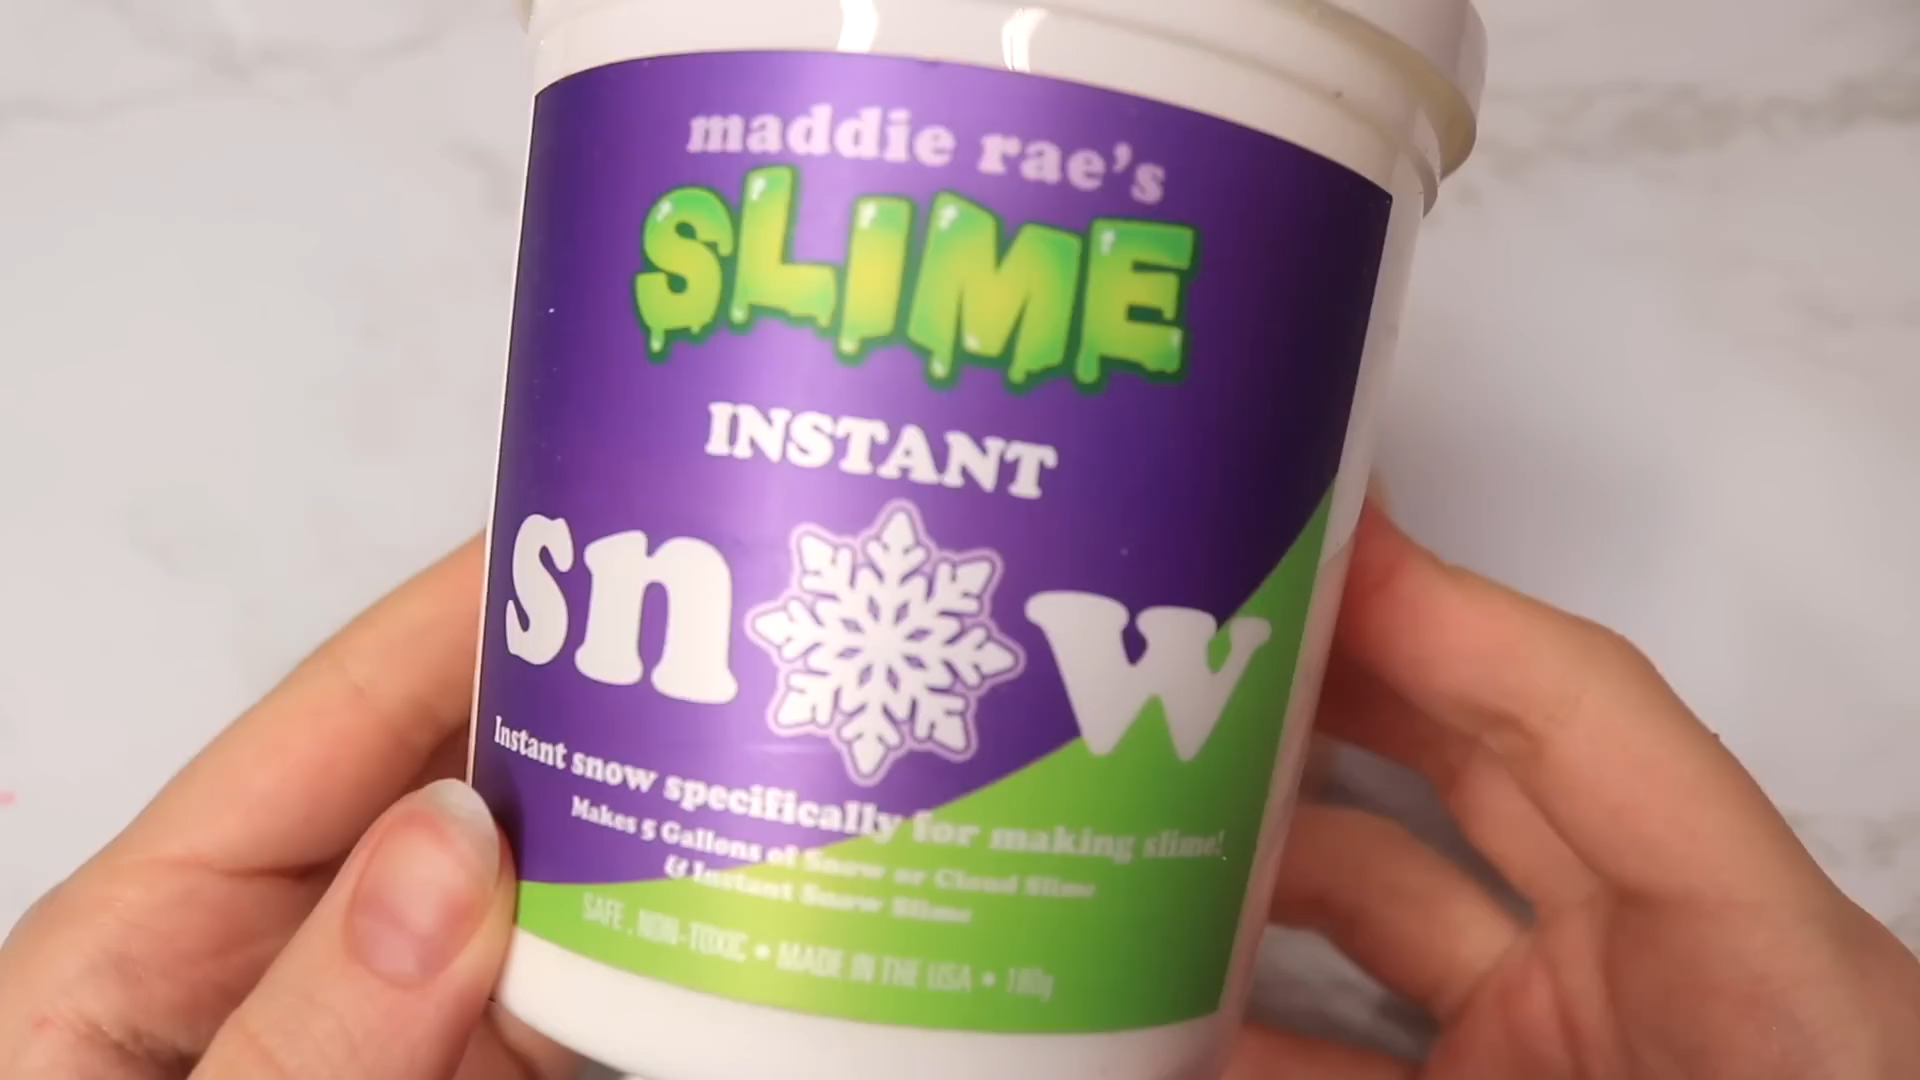 maddie rae's
SLIME
INSTANT
snow
Instant snow specifically for making slime!
Makes 5 Gallons of Snow or Cloud Slime
& Instant Snow Slime
SAFE . NON-TOXIC • MADE IN THE USA •